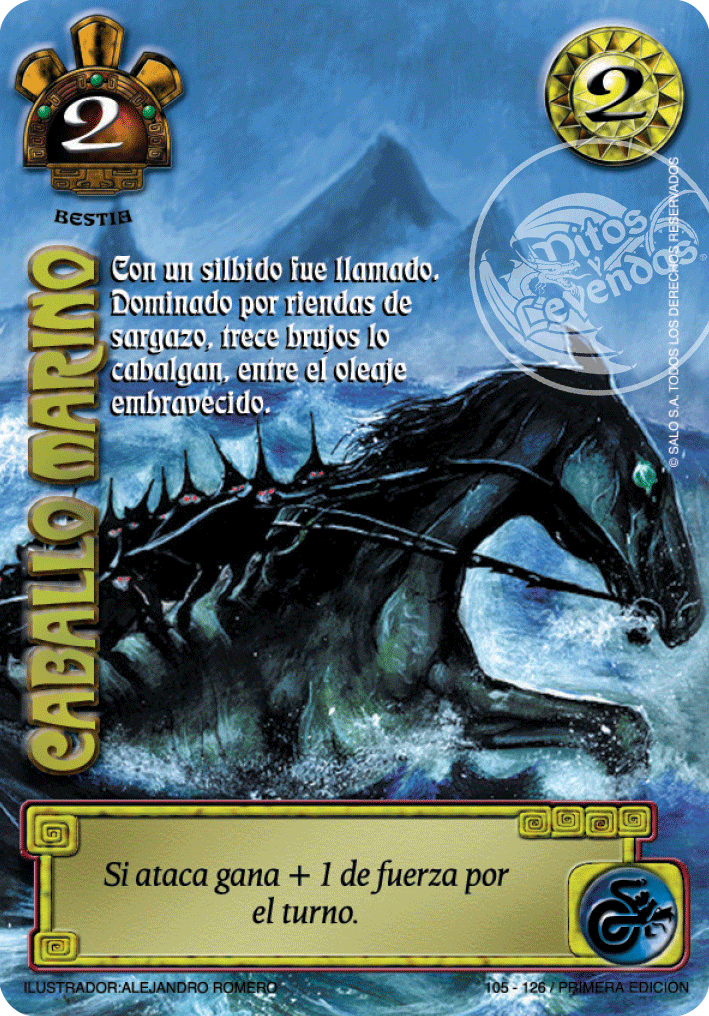 2
2
BESTIA
CABALLO MARINO
Con un silbido fue llamado.
Dominado por riendas de
sargazo, trece brujos lo
cabalgan, entre el oleaje
embravecido.
Mitos
y
Leyendas
®
© SALO S.A. TODOS LOS DERECHOS RESERVADOS
Si ataca gana + 1 de fuerza por
el turno.
ILUSTRADOR:ALEJANDRO ROMERO
105 - 126 / PRIMERA EDICIÓN